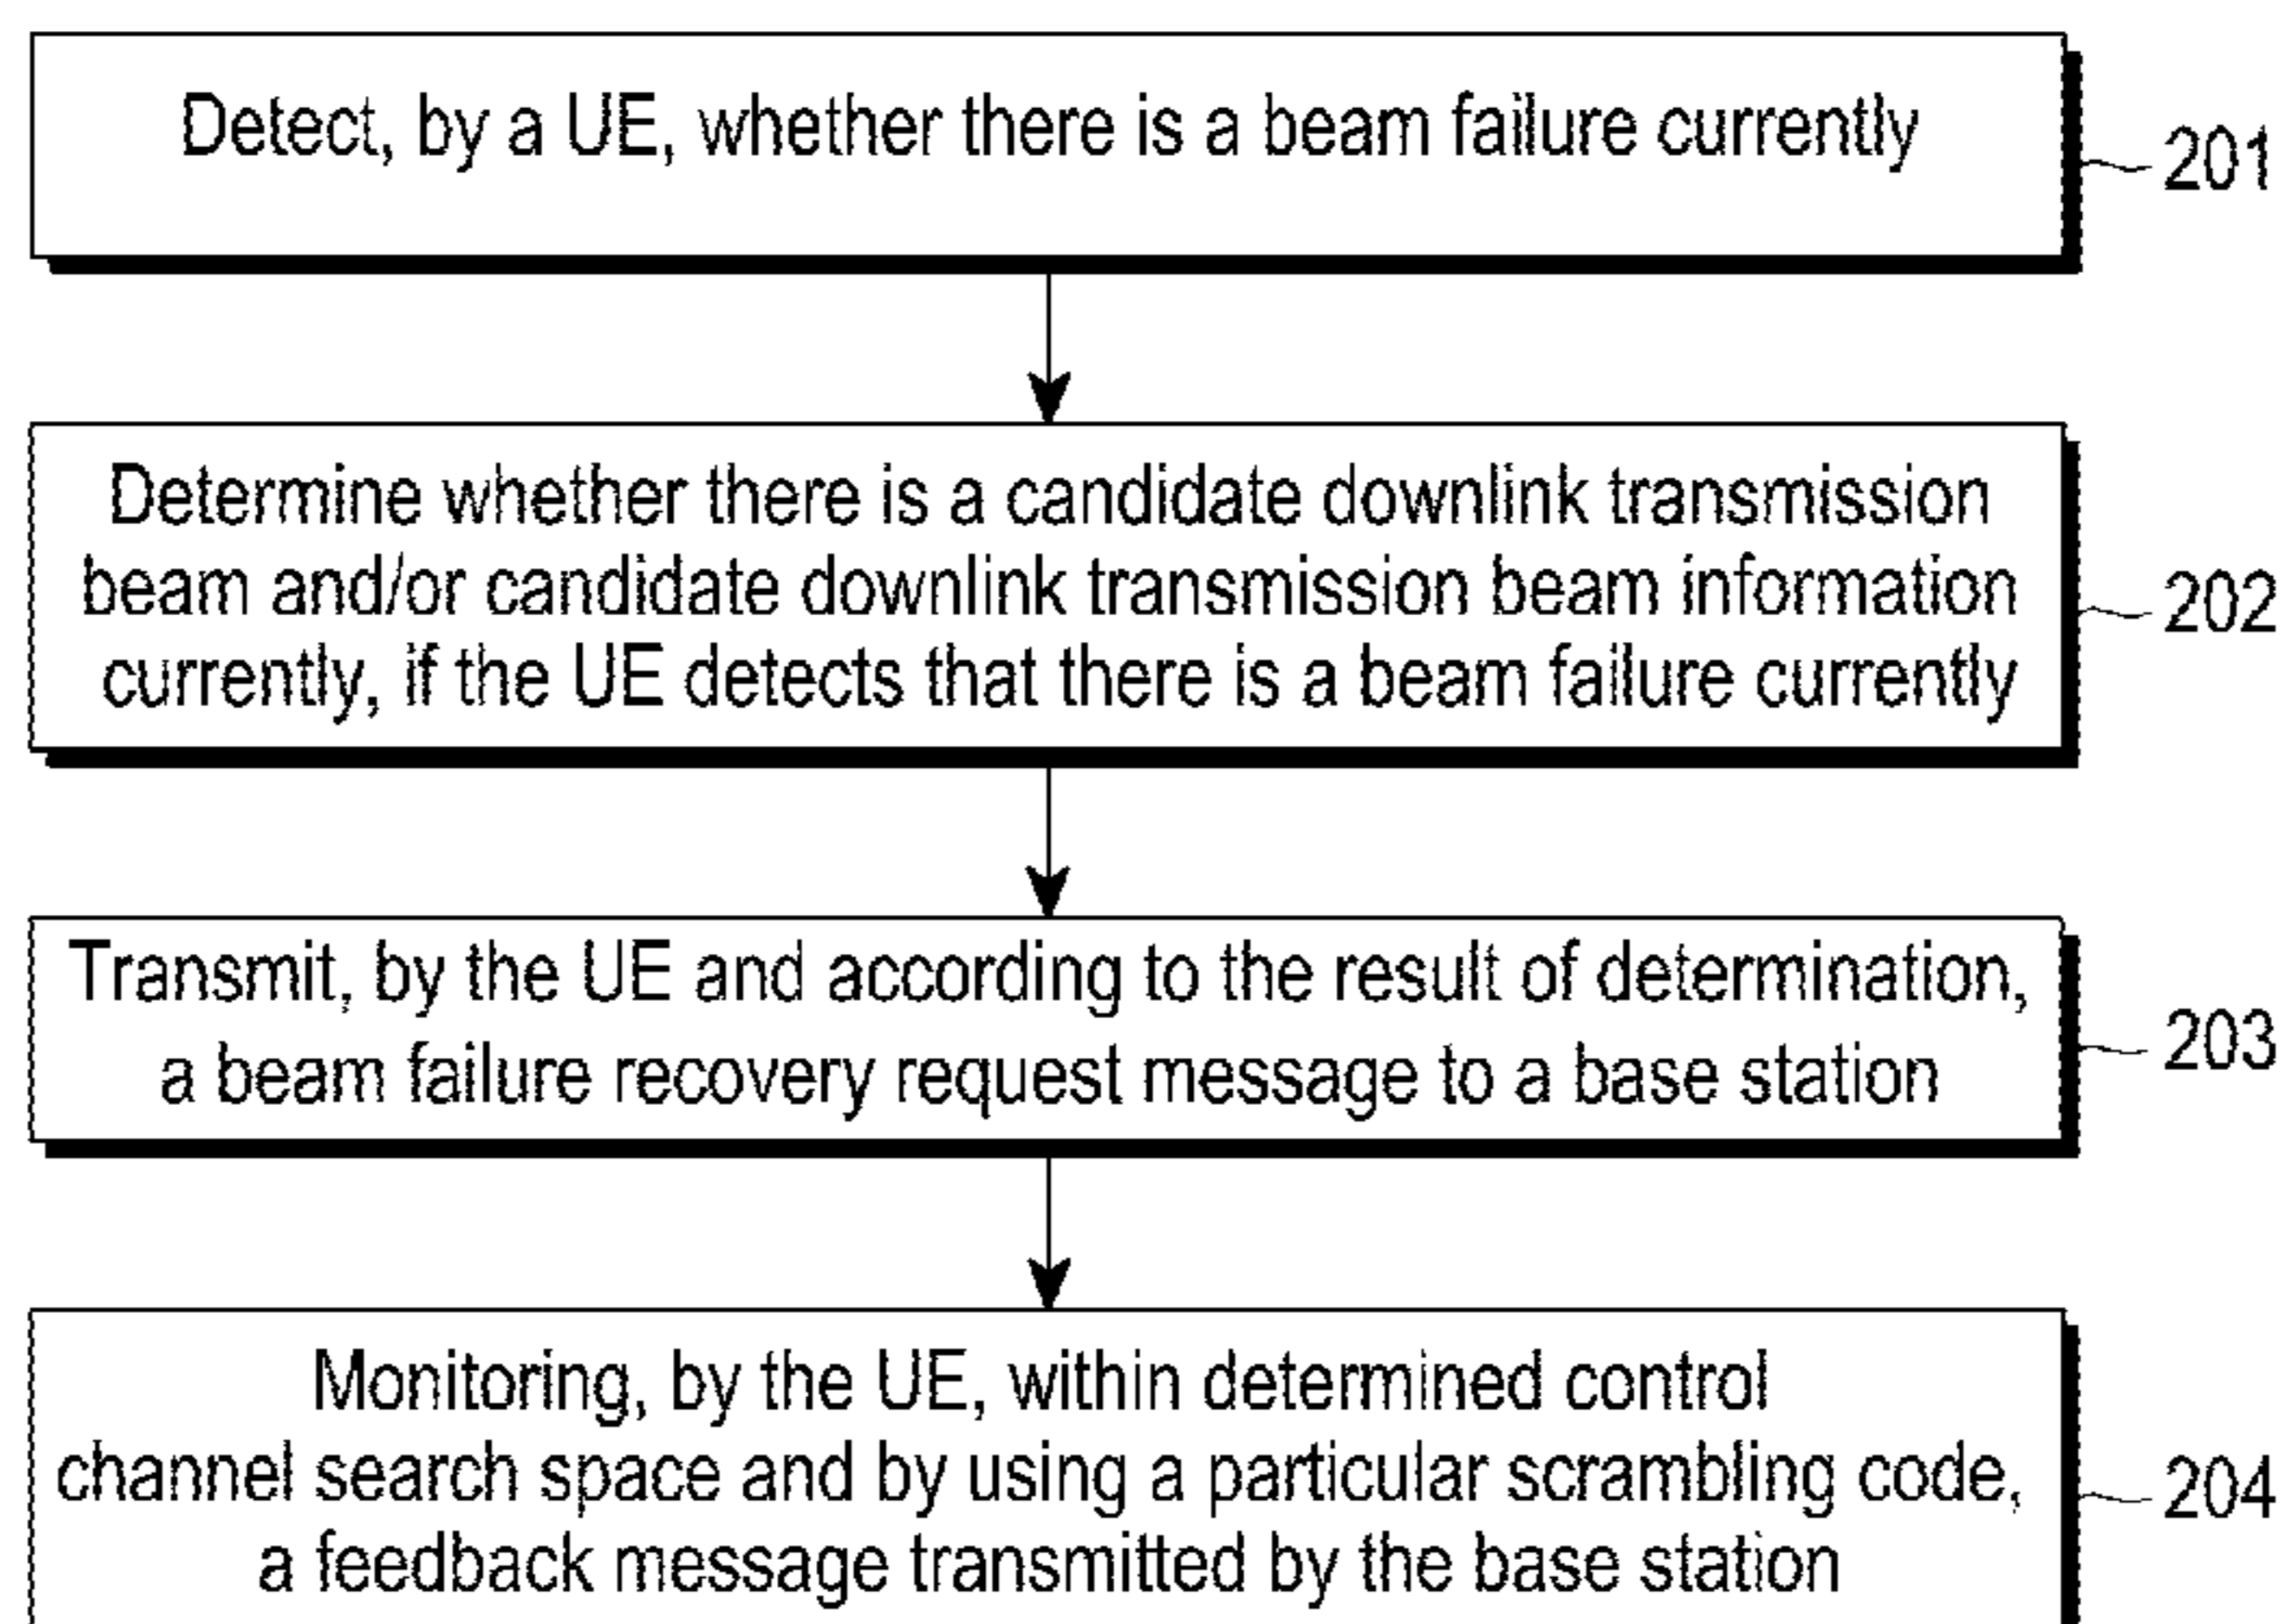 Detect, by a UE, whether there is a beam failure currently
201
Determine whether there is a candidate downlink transmission
beam and/or candidate downlink transmission beam information
currently, if the UE detects that there is a beam failure currently
202
Transmit, by the UE and according to the result of determination,
a beam failure recovery request message to a base station
203
Monitoring, by the UE, within determined control
channel search space and by using a particular scrambling code,
a feedback message transmitted by the base station
204